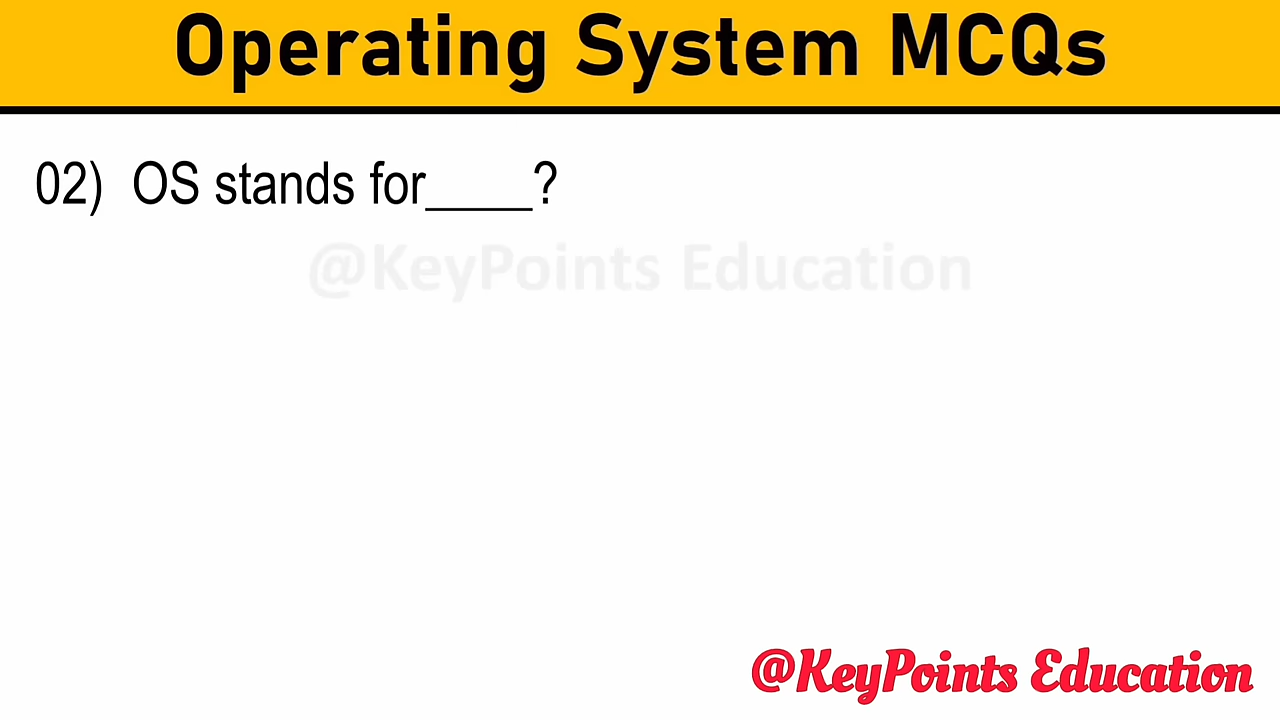 Operating System MCQs
02) OS stands for____?
@KeyPoints Education
@KeyPoints Education